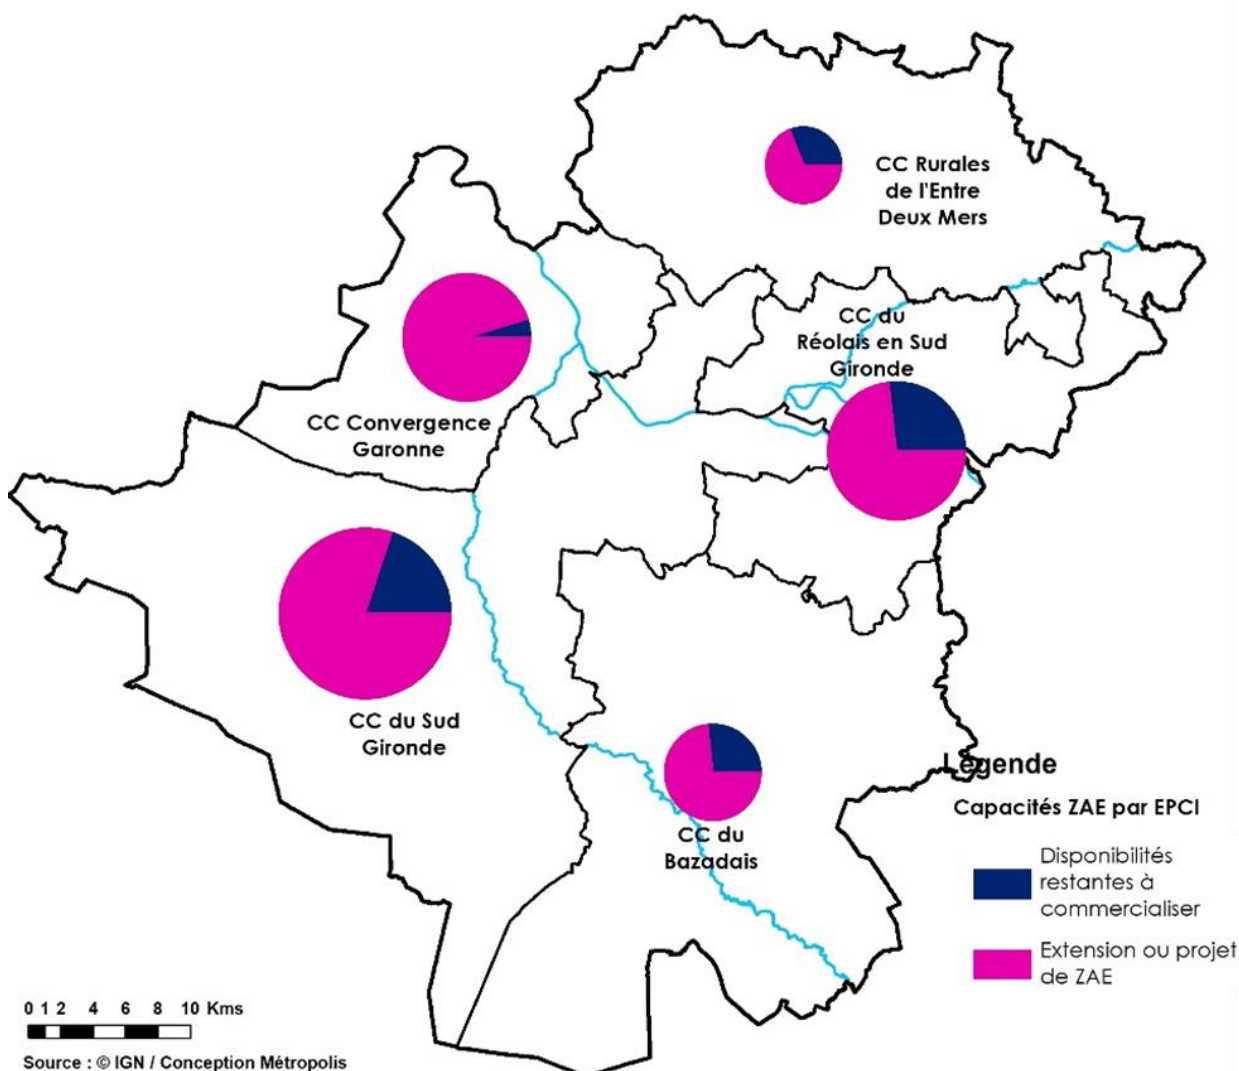 CC Rurales
de l'Entre
Deux Mers
CC du
Réolais en Sud
Gironde
CC Convergence
Garonne
CC du Sud
Gironde
CC du
Bazadais
Légende
Capacités ZAE par EPCI
Disponibilités
restantes à
commercialiser
Extension ou projet
de ZAE
0 1 2 4 6 8 10 Kms
Source : © IGN / Conception Métropolis